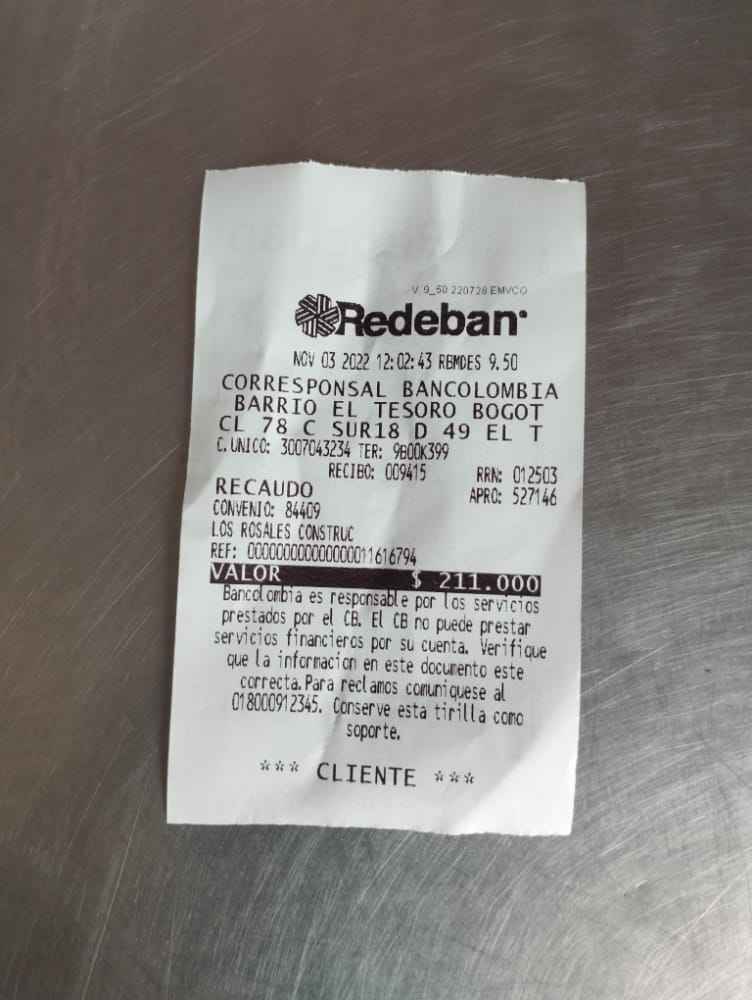 V 9_50 220728 EMVCO
Redeban
NOV 03 2022 12:02:43 RBMDES 9.50
CORRESPONSAL BANCOLOMBIA
BARRIO EL TESORO BOGOT
CL 78 C SUR18 D 49 EL T
C. UNICO: 3007043234 TER: 9B00K399
RECIBO: 009415 RRN: 012503
RECAUDO APRO: 527146
CONVENIO: 84409
LOS ROSALES CONSTRUC
REF: 000000000000000011616794
VALOR $ 211.000
Bancolombia es responsable por los servicios
prestados por el CB. El CB no puede prestar
servicios financieros por su cuenta. Verifique
que la informacion en este documento este
correcta. Para reclamos comuniquese al
018000912345. Conserve esta tirilla como
soporte.
*** CLIENTE ***